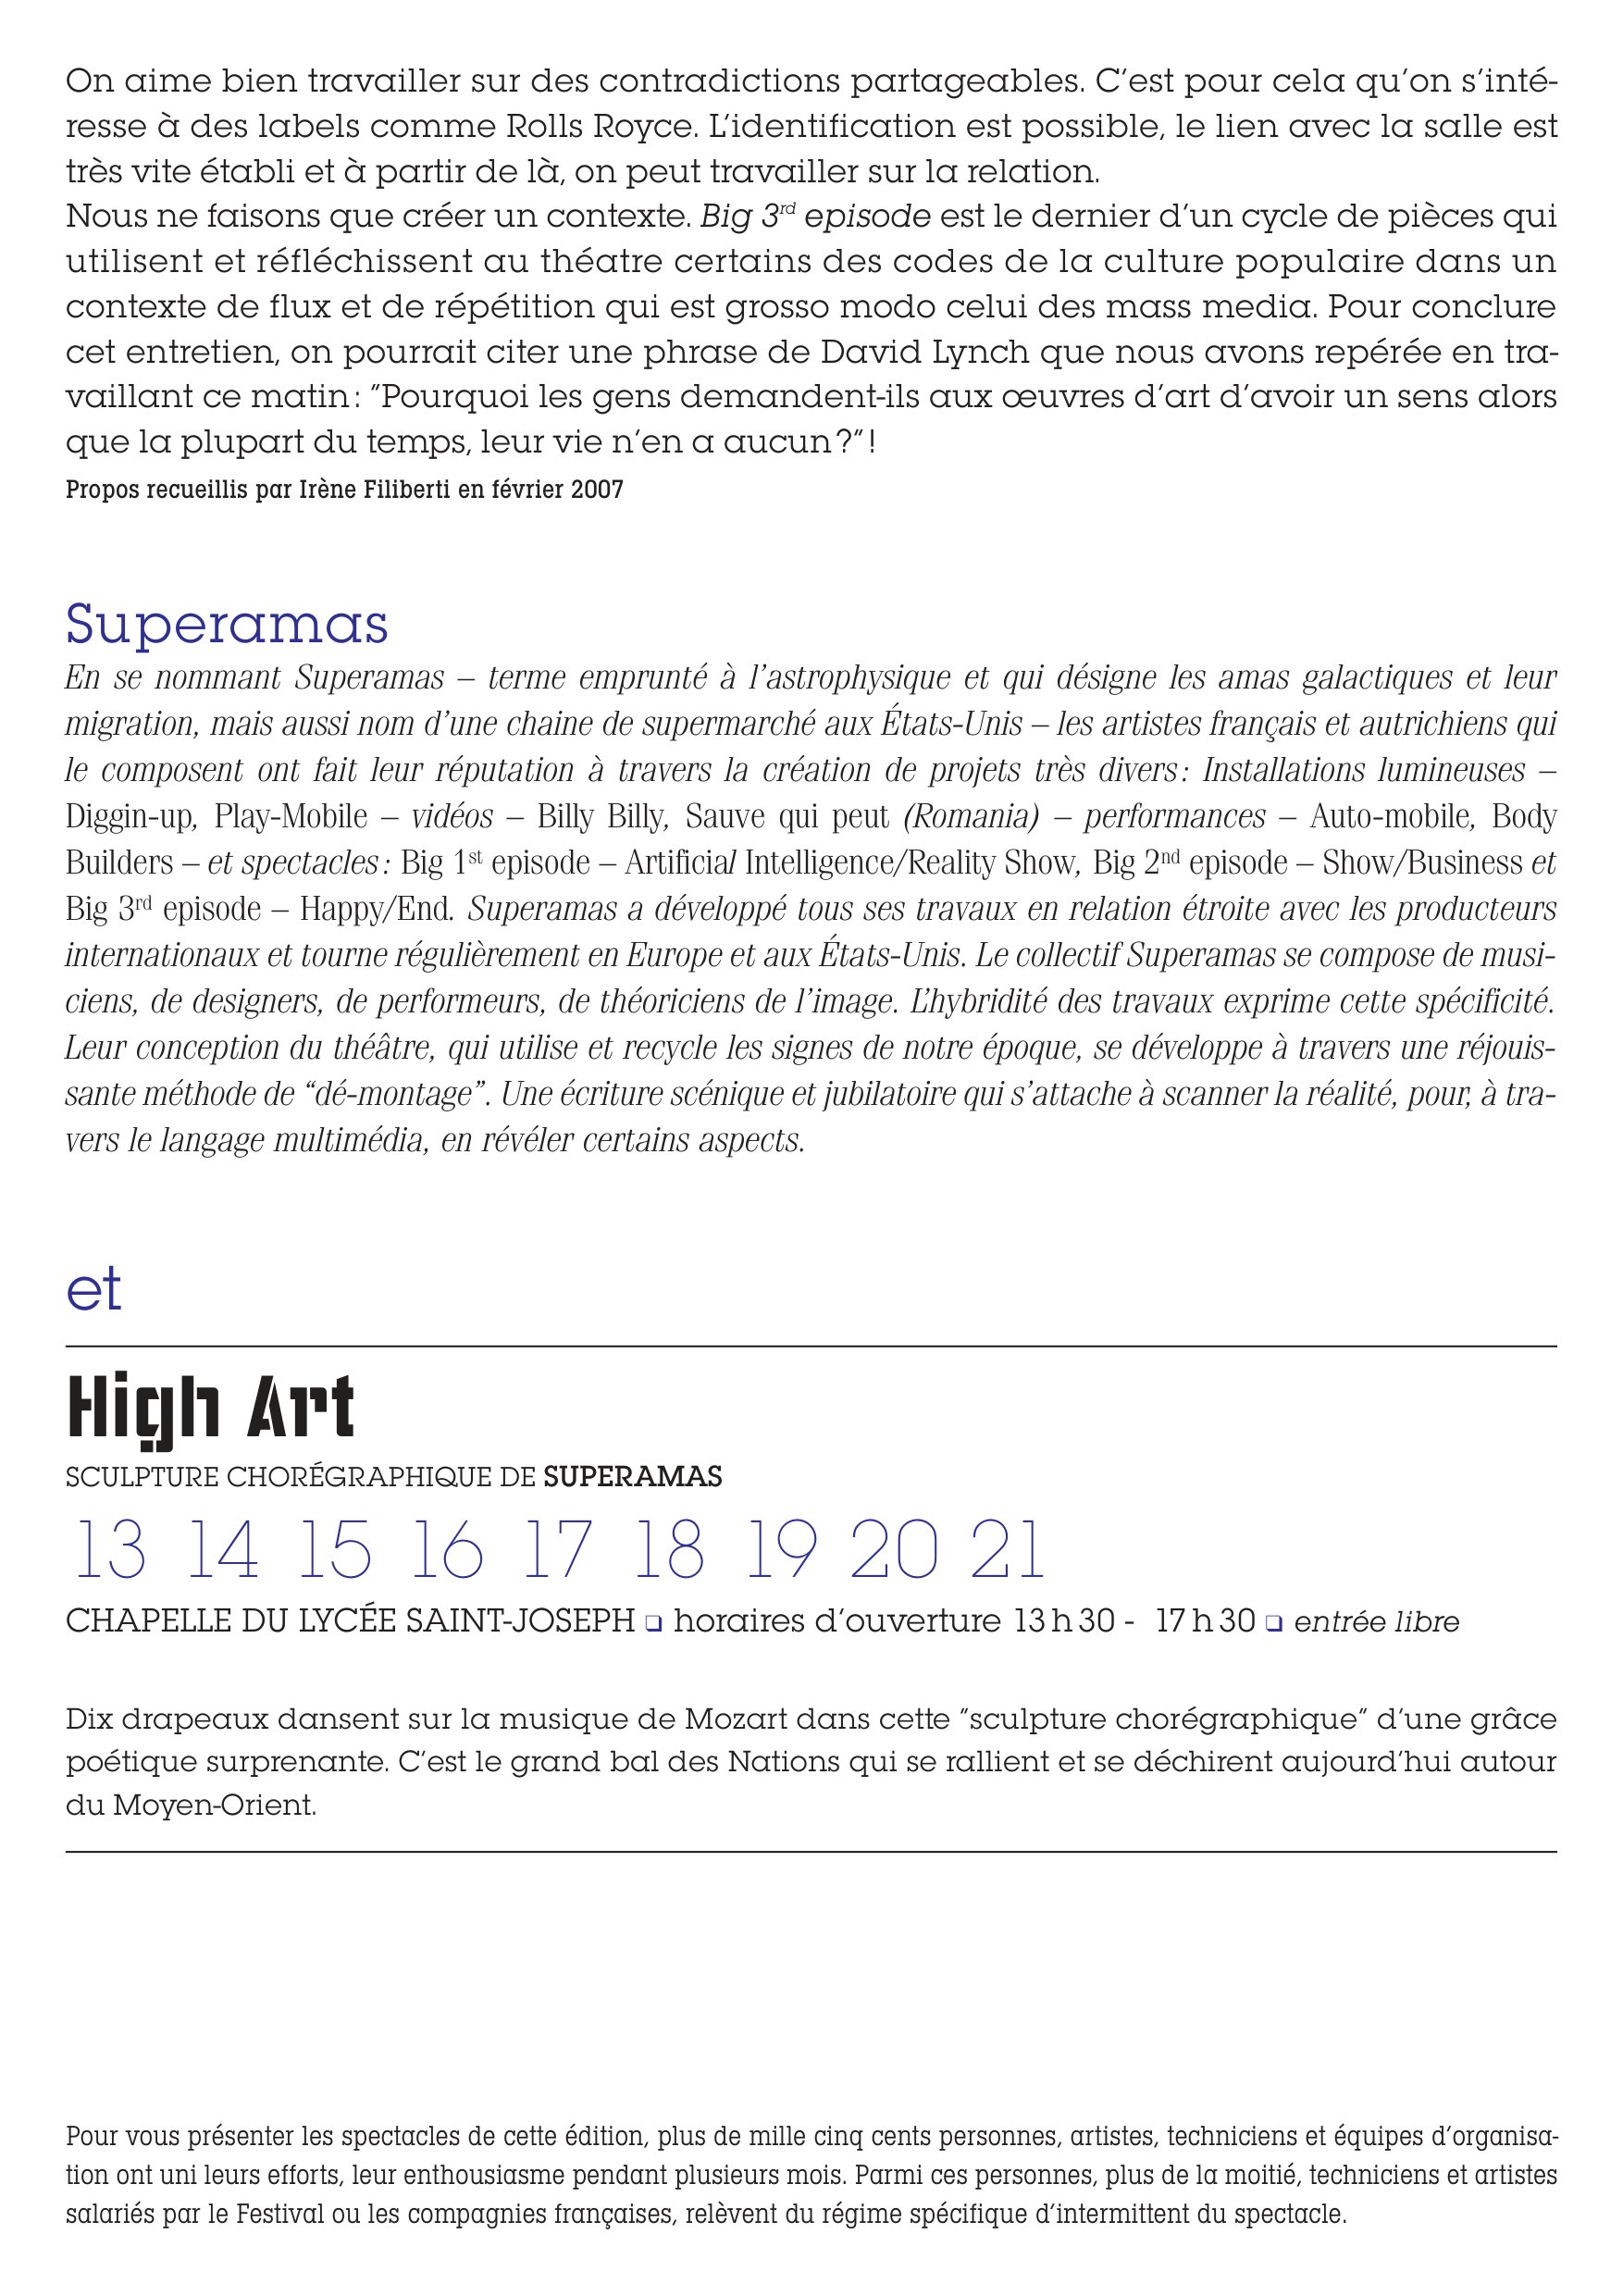 On aime bien travailler sur des contradictions partageables. C’est pour cela qu’on s’inté-
resse à des labels comme Rolls Royce. L’identification est possible, le lien avec la salle est
très vite établi et à partir de là, on peut travailler sur la relation.
Nous ne faisons que créer un contexte. Big 3rd episode est le dernier d’un cycle de pièces qui
utilisent et réfléchissent au théatre certains des codes de la culture populaire dans un
contexte de flux et de répétition qui est grosso modo celui des mass media. Pour conclure
cet entretien, on pourrait citer une phrase de David Lynch que nous avons repérée en tra-
vaillant ce matin : “Pourquoi les gens demandent-ils aux œuvres d’art d’avoir un sens alors
que la plupart du temps, leur vie n’en a aucun ?” !
Propos recueillis par Irène Filiberti en février 2007
Superamas
En se nommant Superamas – terme emprunté à l’astrophysique et qui désigne les amas galactiques et leur
migration, mais aussi nom d’une chaine de supermarché aux États-Unis – les artistes français et autrichiens qui
le composent ont fait leur réputation à travers la création de projets très divers : Installations lumineuses –
Diggin-up, Play-Mobile – vidéos – Billy Billy, Sauve qui peut (Romania) – performances – Auto-mobile, Body
Builders – et spectacles : Big 1st episode – Artificial Intelligence/Reality Show, Big 2nd episode – Show/Business et
Big 3rd episode – Happy/End. Superamas a développé tous ses travaux en relation étroite avec les producteurs
internationaux et tourne régulièrement en Europe et aux États-Unis. Le collectif Superamas se compose de musi-
ciens, de designers, de performeurs, de théoriciens de l’image. L’hybridité des travaux exprime cette spécificité.
Leur conception du théâtre, qui utilise et recycle les signes de notre époque, se développe à travers une réjouis-
sante méthode de “dé-montage”. Une écriture scénique et jubilatoire qui s’attache à scanner la réalité, pour, à tra-
vers le langage multimédia, en révéler certains aspects.
et
High Art
SCULPTURE CHORÉGRAPHIQUE DE SUPERAMAS
13 14 15 16 17 18 19 20 21
CHAPELLE DU LYCÉE SAINT-JOSEPH ❑ horaires d’ouverture 13 h 30 - 17 h 30 ❑ entrée libre
Dix drapeaux dansent sur la musique de Mozart dans cette “sculpture chorégraphique” d’une grâce
poétique surprenante. C’est le grand bal des Nations qui se rallient et se déchirent aujourd’hui autour
du Moyen-Orient.
Pour vous présenter les spectacles de cette édition, plus de mille cinq cents personnes, artistes, techniciens et équipes d’organisa-
tion ont uni leurs efforts, leur enthousiasme pendant plusieurs mois. Parmi ces personnes, plus de la moitié, techniciens et artistes
salariés par le Festival ou les compagnies françaises, relèvent du régime spécifique d’intermittent du spectacle.